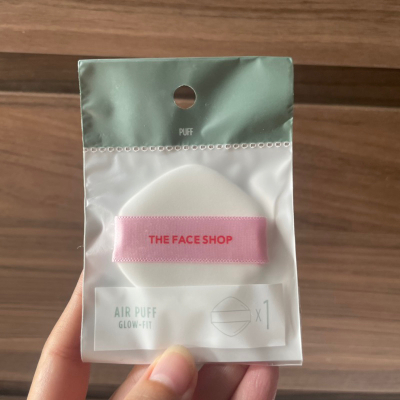 PUFF
THE FACE SHOP
AIR PUFF
GLOW-FIT
x1